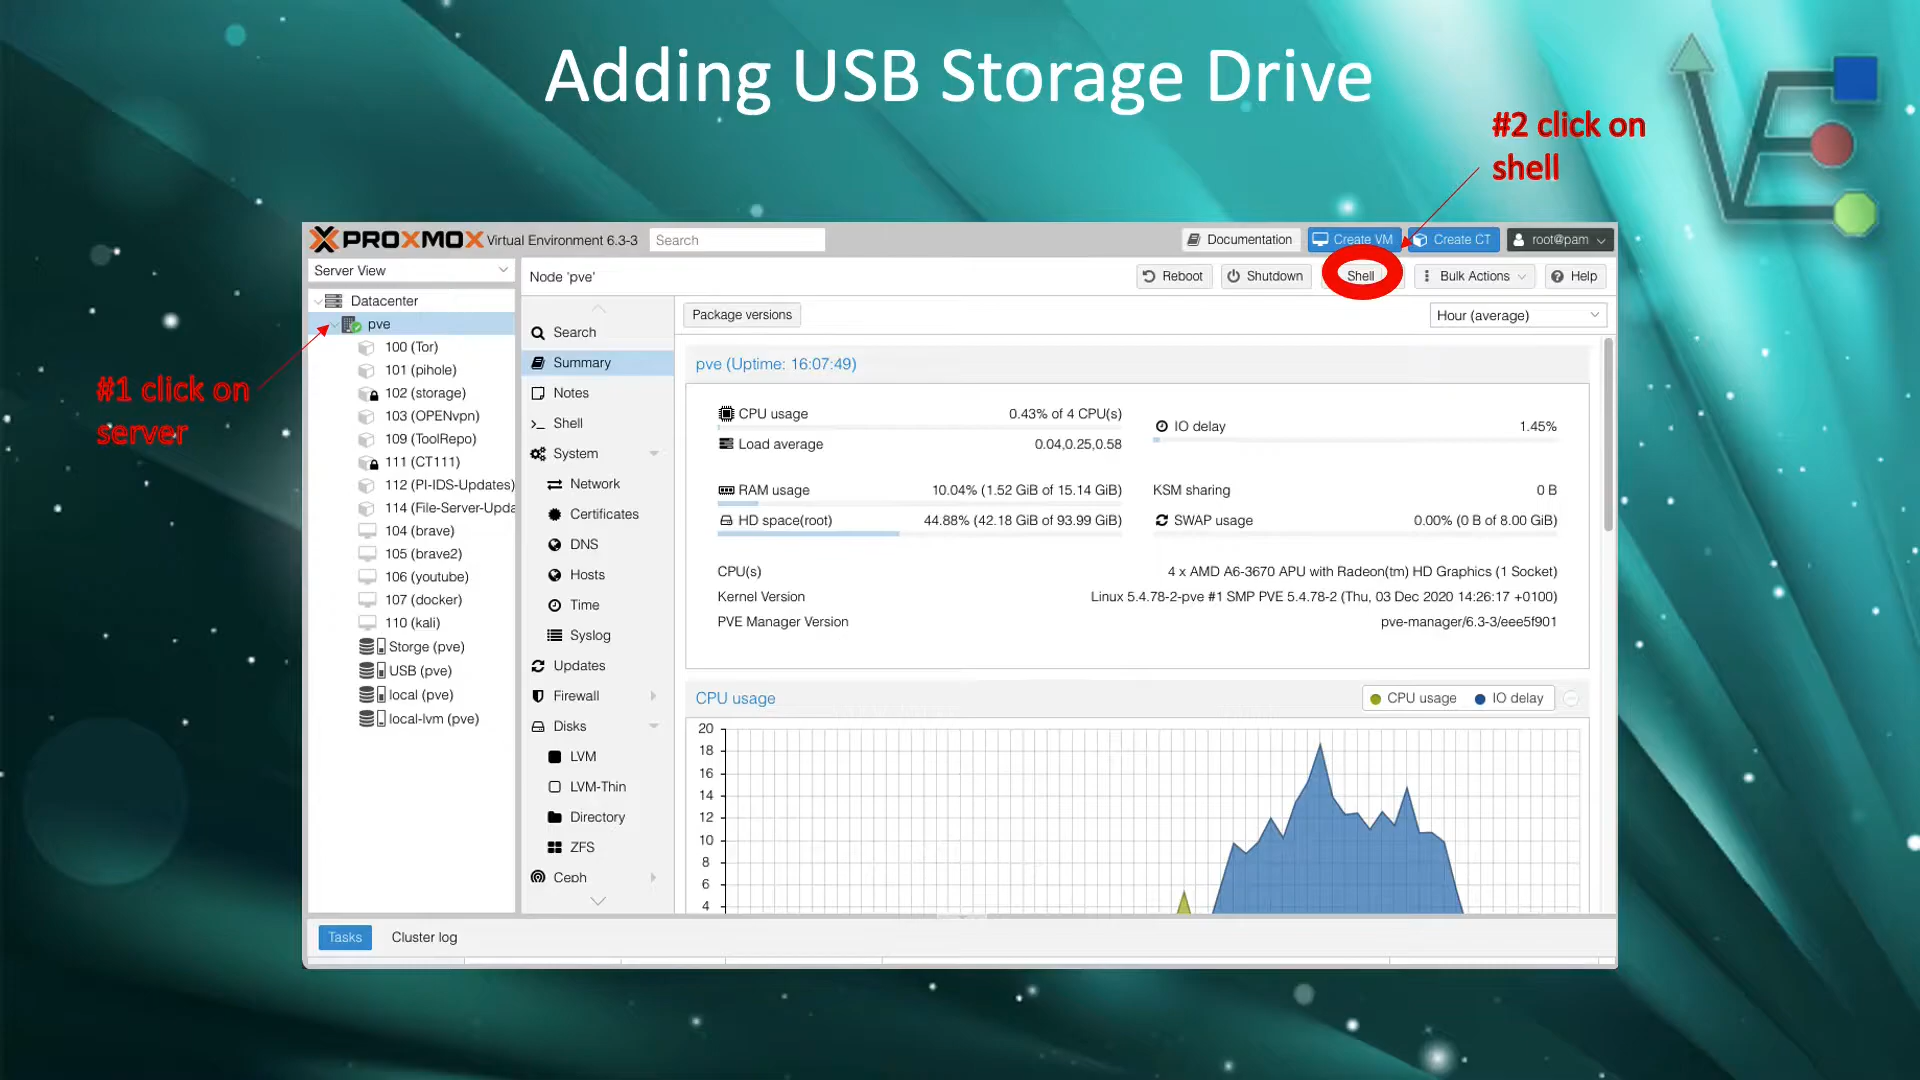 Adding USB Storage Drive
#2 click on
shell
#1 click on
server
PROXMOX Virtual Environment 6.3-3 Search Documentation Create VM Create CT root@pam
Server View
Node 'pve' Reboot Shutdown Shell Bulk Actions Help
Datacenter
pve
100 (Tor)
101 (pihole)
102 (storage)
103 (OPENvpn)
109 (ToolRepo)
111 (CT111)
112 (PI-IDS-Updates)
114 (File-Server-Upda
104 (brave)
105 (brave2)
106 (youtube)
107 (docker)
110 (kali)
Storge (pve)
USB (pve)
local (pve)
local-lvm (pve)
Search
Summary
Notes
Shell
System
Network
Certificates
DNS
Hosts
Time
Syslog
Updates
Firewall
Disks
LVM
LVM-Thin
Directory
ZFS
Ceph
Package versions Hour (average)
pve (Uptime: 16:07:49)
CPU usage 0.43% of 4 CPU(s)
Load average 0.04,0.25,0.58
IO delay 1.45%
RAM usage 10.04% (1.52 GiB of 15.14 GiB)
KSM sharing 0 B
HD space(root) 44.88% (42.18 GiB of 93.99 GiB)
SWAP usage 0.00% (0 B of 8.00 GiB)
CPU(s) 4 x AMD A6-3670 APU with Radeon(tm) HD Graphics (1 Socket)
Kernel Version Linux 5.4.78-2-pve #1 SMP PVE 5.4.78-2 (Thu, 03 Dec 2020 14:26:17 +0100)
PVE Manager Version pve-manager/6.3-3/eee5f901
CPU usage CPU usage IO delay
20
18
16
14
12
10
8
6
4
Tasks Cluster log